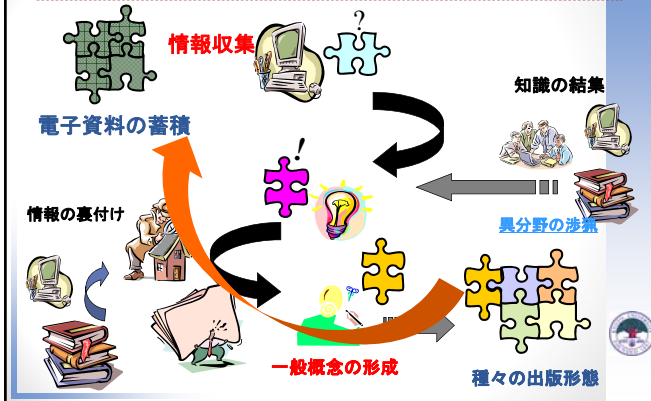 情報収集
?
知識の結集
電子資料の蓄積
!
情報の裏付け
異分野の渉猟
一般概念の形成
種々の出版形態